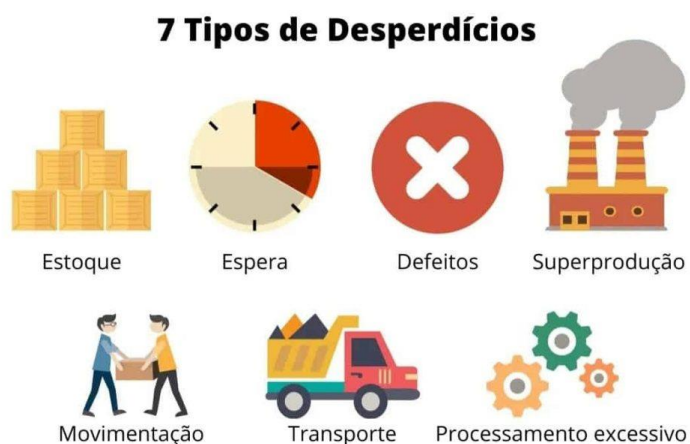 7 Tipos de Desperdícios
Estoque
Espera
Defeitos
Superprodução
Movimentação
Transporte
Processamento excessivo